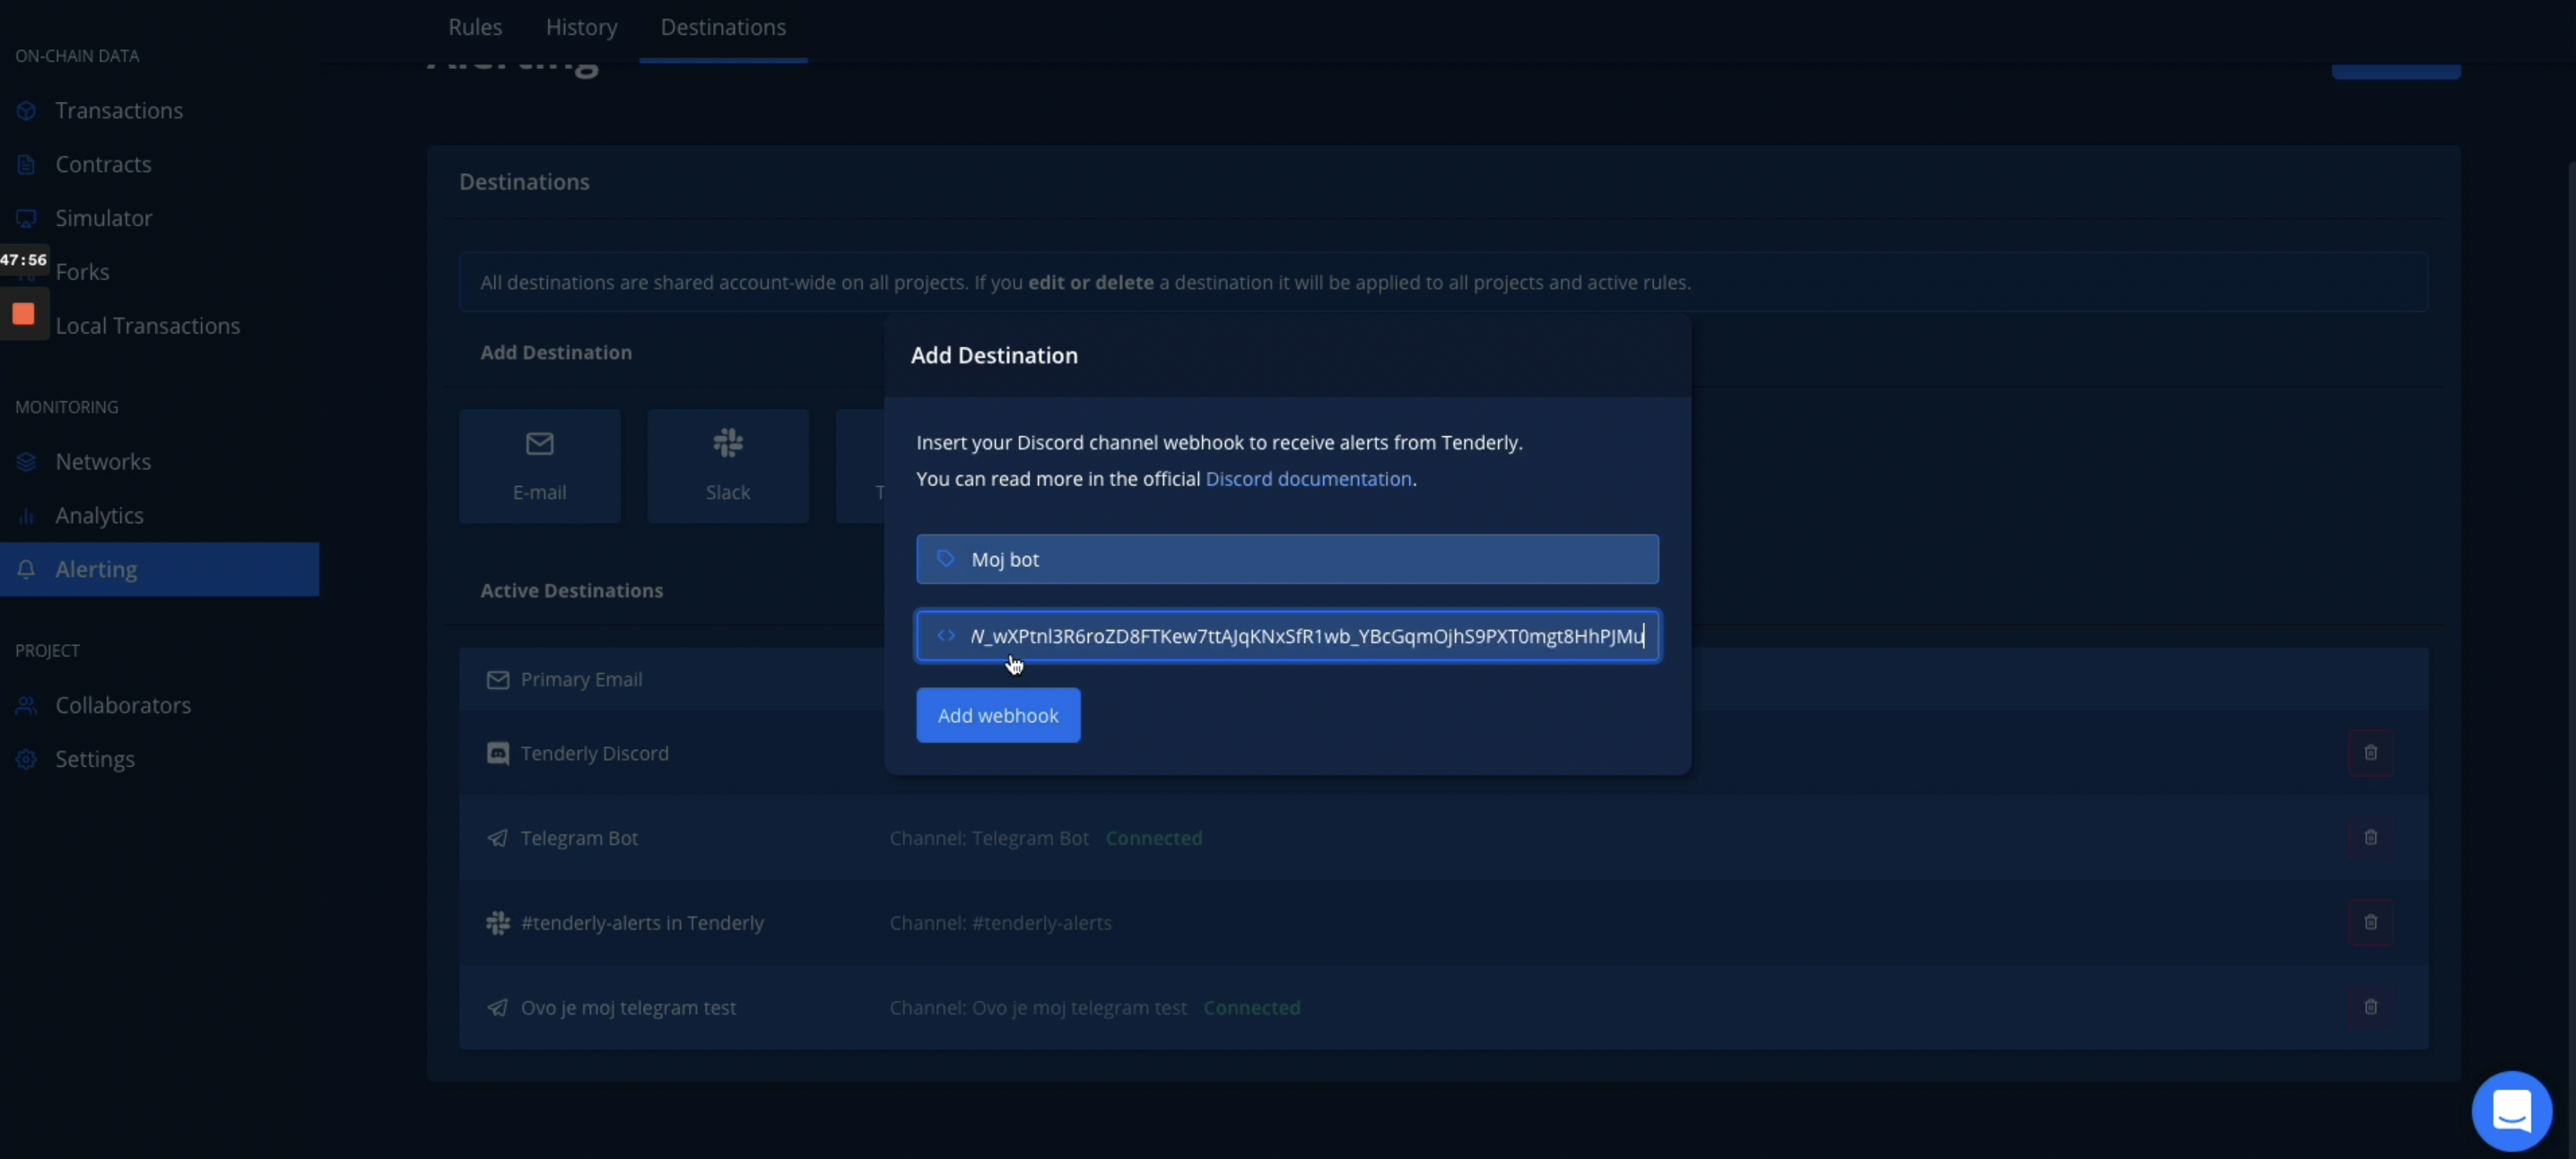 Rules
History
Destinations
Alerting
ON-CHAIN DATA
Transactions
Contracts
Simulator
47:56
Forks
Local Transactions
MONITORING
Networks
Analytics
Alerting
PROJECT
Collaborators
Settings
Destinations
All destinations are shared account-wide on all projects. If you edit or delete a destination it will be applied to all projects and active rules.
Add Destination
E-mail
Slack
T
Active Destinations
Primary Email
Tenderly Discord
Telegram Bot
Channel: Telegram Bot Connected
#tenderly-alerts in Tenderly
Channel: #tenderly-alerts
Ovo je moj telegram test
Channel: Ovo je moj telegram test Connected
Add Destination
Insert your Discord channel webhook to receive alerts from Tenderly.
You can read more in the official Discord documentation.
Moj bot
W_wXPtnl3R6roZD8FTKew7ttAJqKNxSfR1wb_YBcGqmOjhS9PXT0mgt8HhPJMu
Add webhook